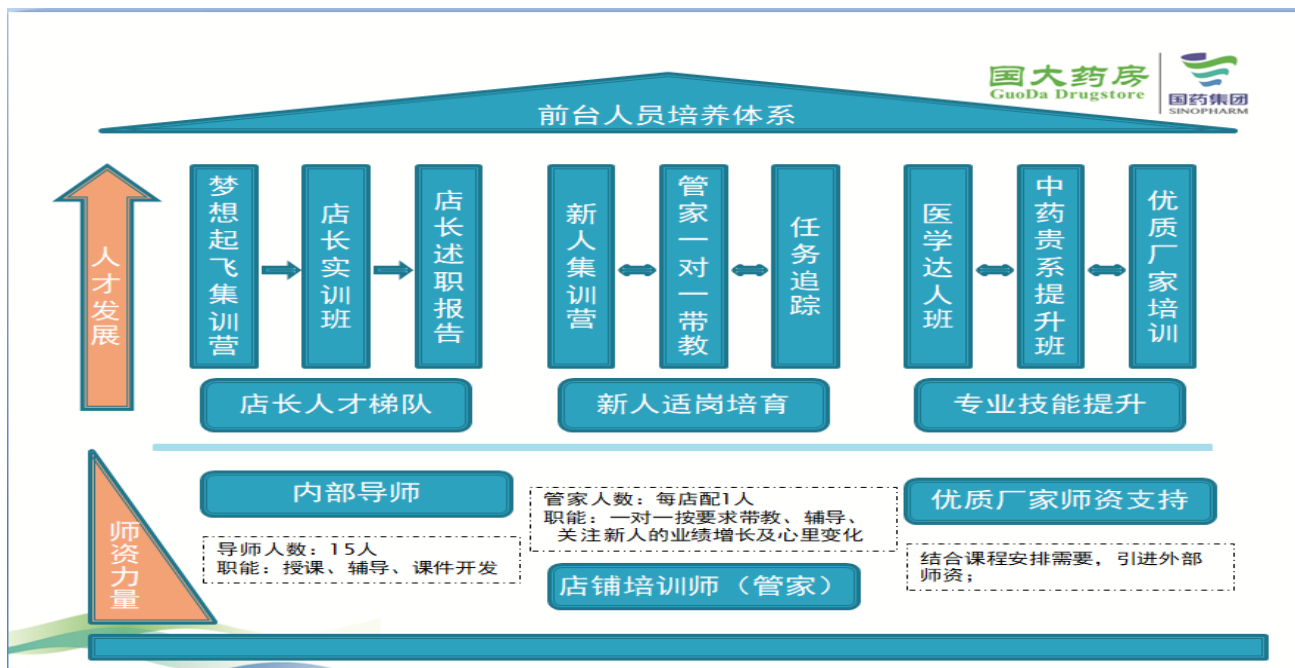 国大药房
GuoDa Drugstore
国药集团
SINOPHARM
前台人员培养体系
人才发展
梦想起飞集训营
店长实训班
店长述职报告
新人集训营
管家一对一带教
任务追踪
医学达人班
中药贵系提升班
优质厂家培训
店长人才梯队
新人适岗培育
专业技能提升
师资力量
内部导师
导师人数：15人
职能：授课、辅导、课件开发
管家人数：每店配1人
职能：一对一按要求带教、辅导、
关注新人的业绩增长及心里变化
店铺培训师（管家）
优质厂家师资支持
结合课程安排需要，引进外部
师资；